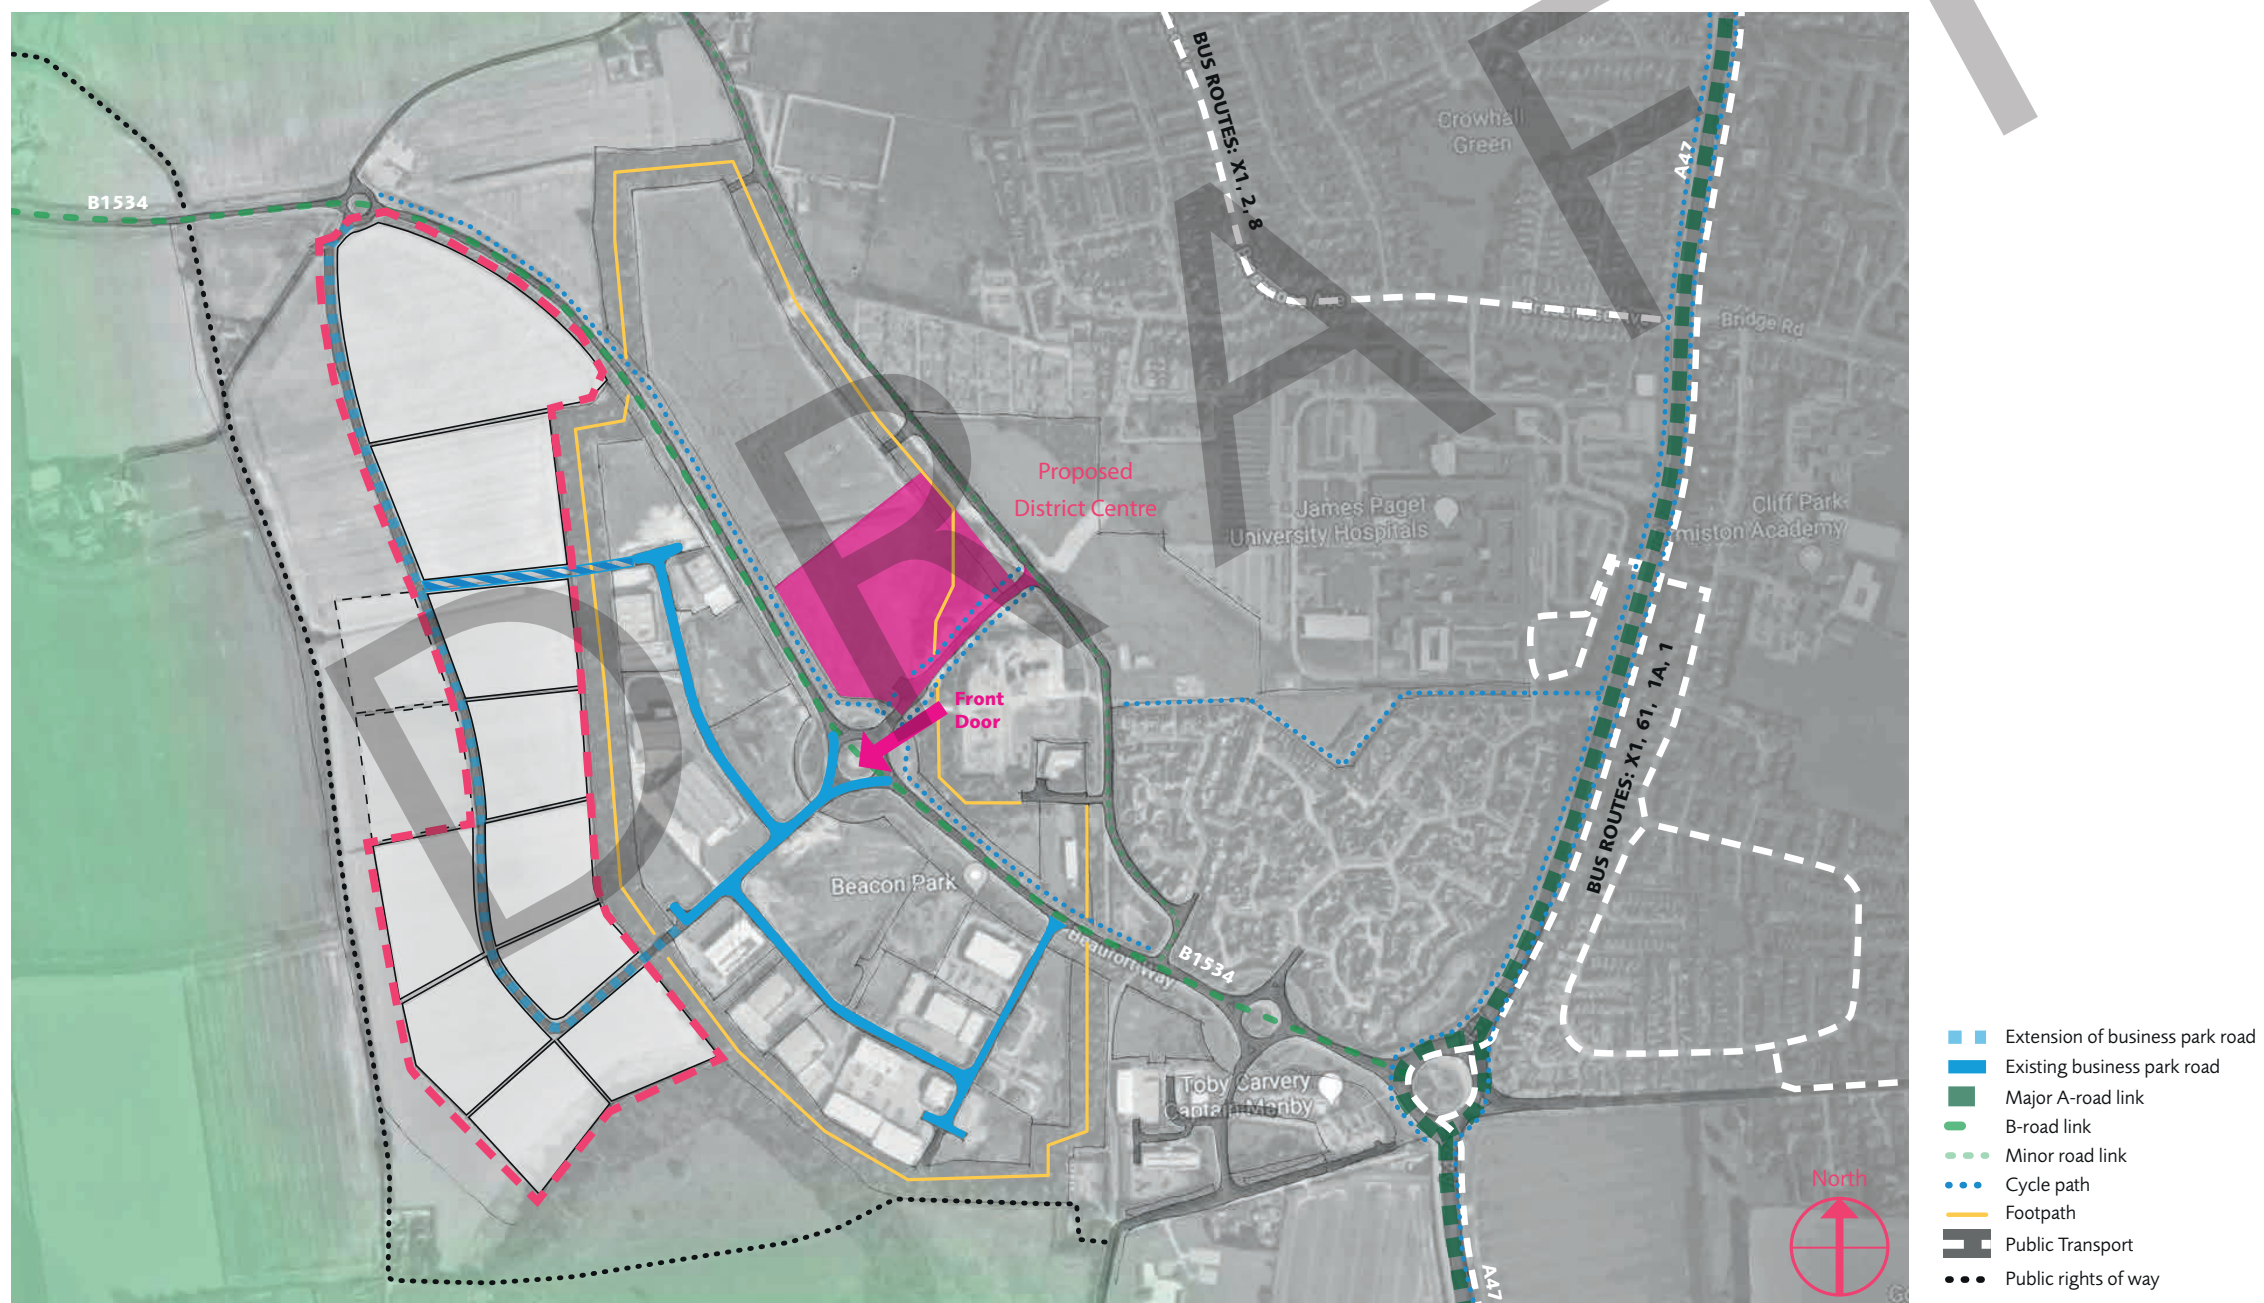 DRAFT
BUS ROUTES: X1, 2, 8
Crowhall
Green
A47
B1534
Bridge Rd
Proposed
District Centre
James Paget
University Hospitals
Cliff Park
miston Academy
Front
Door
BUS ROUTES: X1, 61, 1A, 1
Beacon Park
Beaufort Way
B1534
Toby Carvery
Captain Manby
North
A47
Extension of business park road
Existing business park road
Major A-road link
B-road link
Minor road link
Cycle path
Footpath
Public Transport
Public rights of way